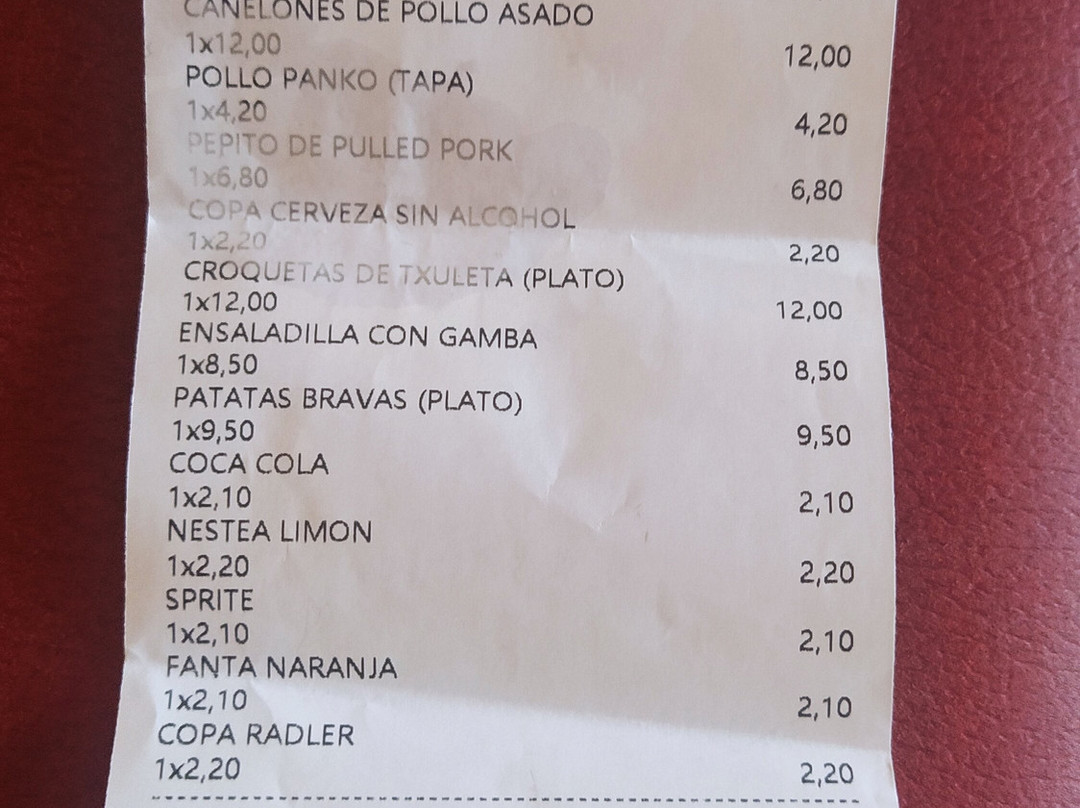 CANELONES DE POLLO ASADO
1x12,00 12,00
POLLO PANKO (TAPA)
1x4,20 4,20
PEPITO DE PULLED PORK
1x6,80 6,80
COPA CERVEZA SIN ALCOHOL
1x2,20 2,20
CROQUETAS DE TXULETA (PLATO)
1x12,00 12,00
ENSALADILLA CON GAMBA
1x8,50 8,50
PATATAS BRAVAS (PLATO)
1x9,50 9,50
COCA COLA
1x2,10 2,10
NESTEA LIMON
1x2,20 2,20
SPRITE
1x2,10 2,10
FANTA NARANJA
1x2,10 2,10
COPA RADLER
1x2,20 2,20